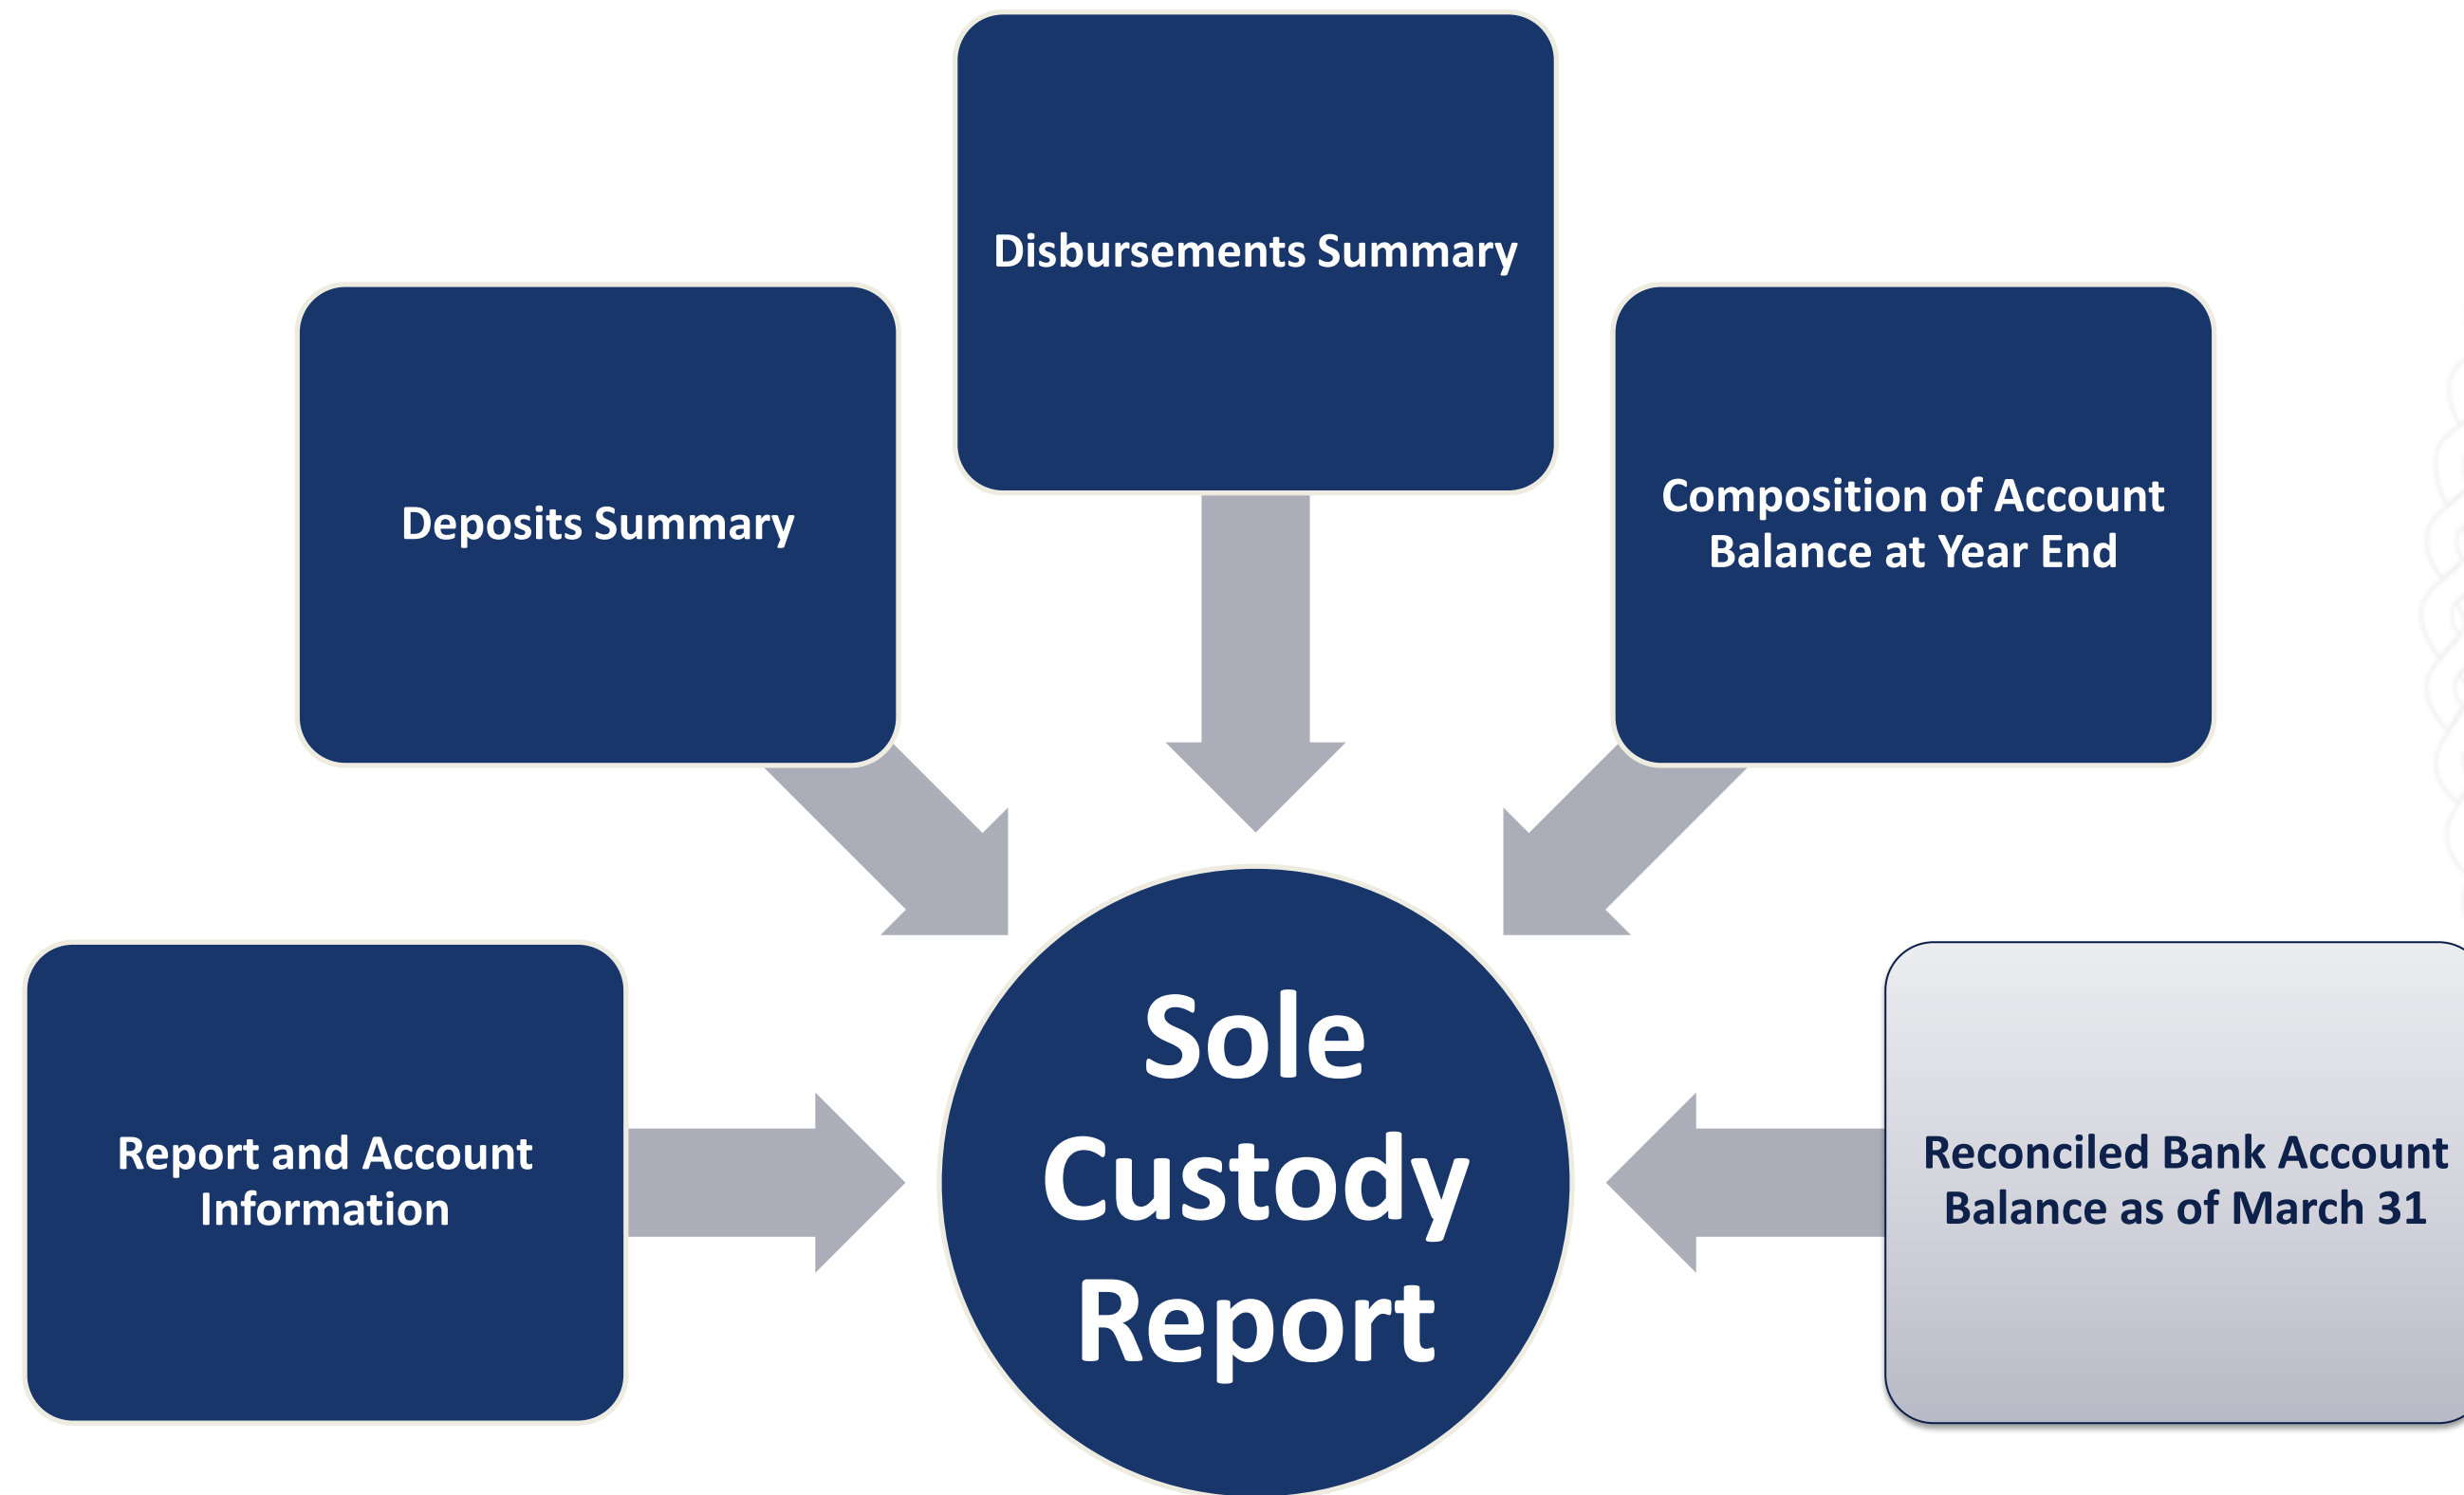 Disbursements Summary
Deposits Summary
Composition of Account
Balance at Year End
Report and Account
Information
Sole
Custody
Report
Reconciled Bank Account
Balance as of March 31